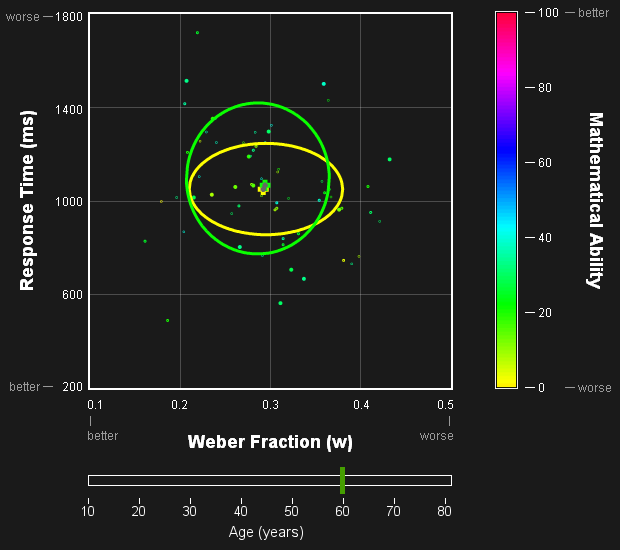 worse
1800
1400
1000
600
200
better
Response Time (ms)
0.1
0.2
0.3
0.4
0.5
better
worse
Weber Fraction (w)
10
20
30
40
50
60
70
80
Age (years)
100
better
80
60
40
20
0
worse
Mathematical Ability